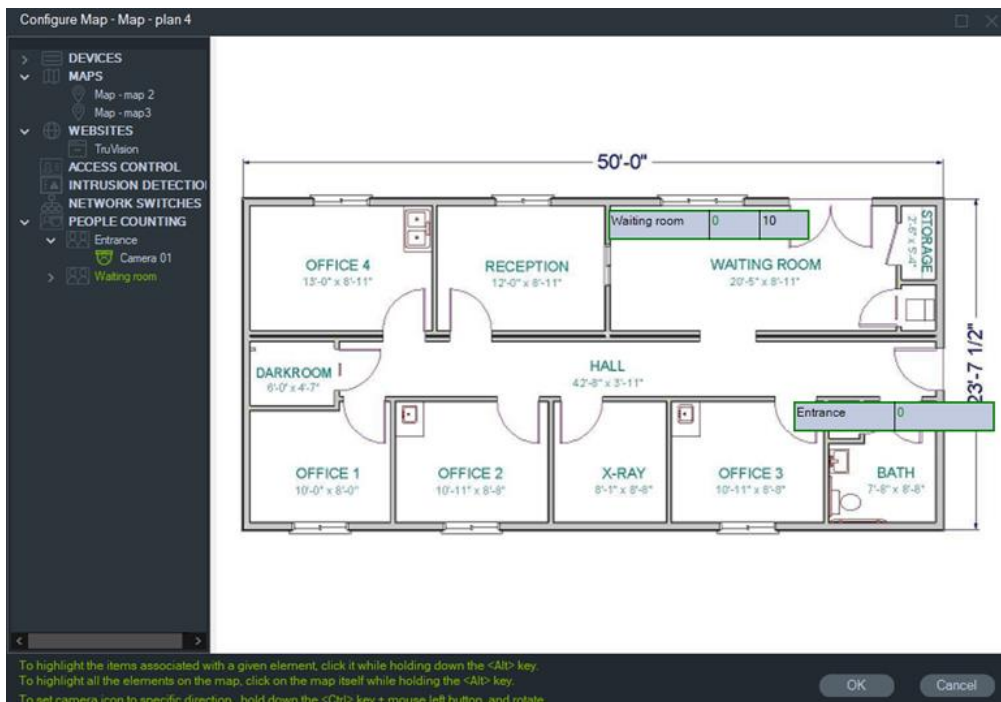 Configure Map - Map - plan 4
DEVICES
MAPS
Map - map 2
Map - map3
WEBSITES
TruVision
ACCESS CONTROL
INTRUSION DETECTIO
NETWORK SWITCHES
PEOPLE COUNTING
Entrance
Camera 01
Waiting room
50'-0"
Waiting room 0 10
OFFICE 4
13'-0" x 8'-11"
RECEPTION
12'-0" x 8'-11"
WAITING ROOM
20'-5" x 8'-11"
STORAGE
2'-6" x 5'-4"
HALL
42'-8" x 3'-11"
DARKROOM
6'-0" x 4'-7"
23'-7 1/2"
Entrance 0
OFFICE 1
10'-0" x 8'-0"
OFFICE 2
10'-11" x 8'-8"
X-RAY
8'-1" x 8'-8"
OFFICE 3
10'-11" x 8'-8"
BATH
7'-8" x 8'-8"
To highlight the items associated with a given element, click it while holding down the <Alt> key.
To highlight all the elements on the map, click on the map itself while holding the <Alt> key.
To set camera icon to specific direction, hold down the <Ctrl> key + mouse left button, and rotate
OK
Cancel